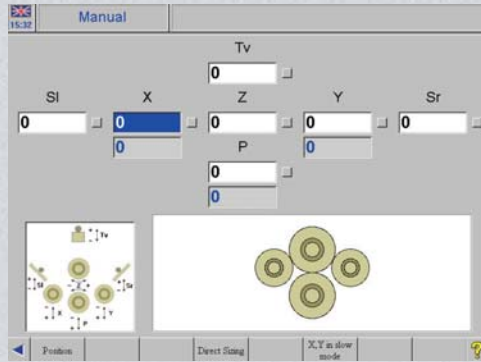 15:32
Manual
Tv
0
Sl X Z Y Sr
0 0 0 0 0
0 P 0
0
0
Tv
Sl Z Sr
X P Y
Position Direct Sizing X,Y in slow mode ?